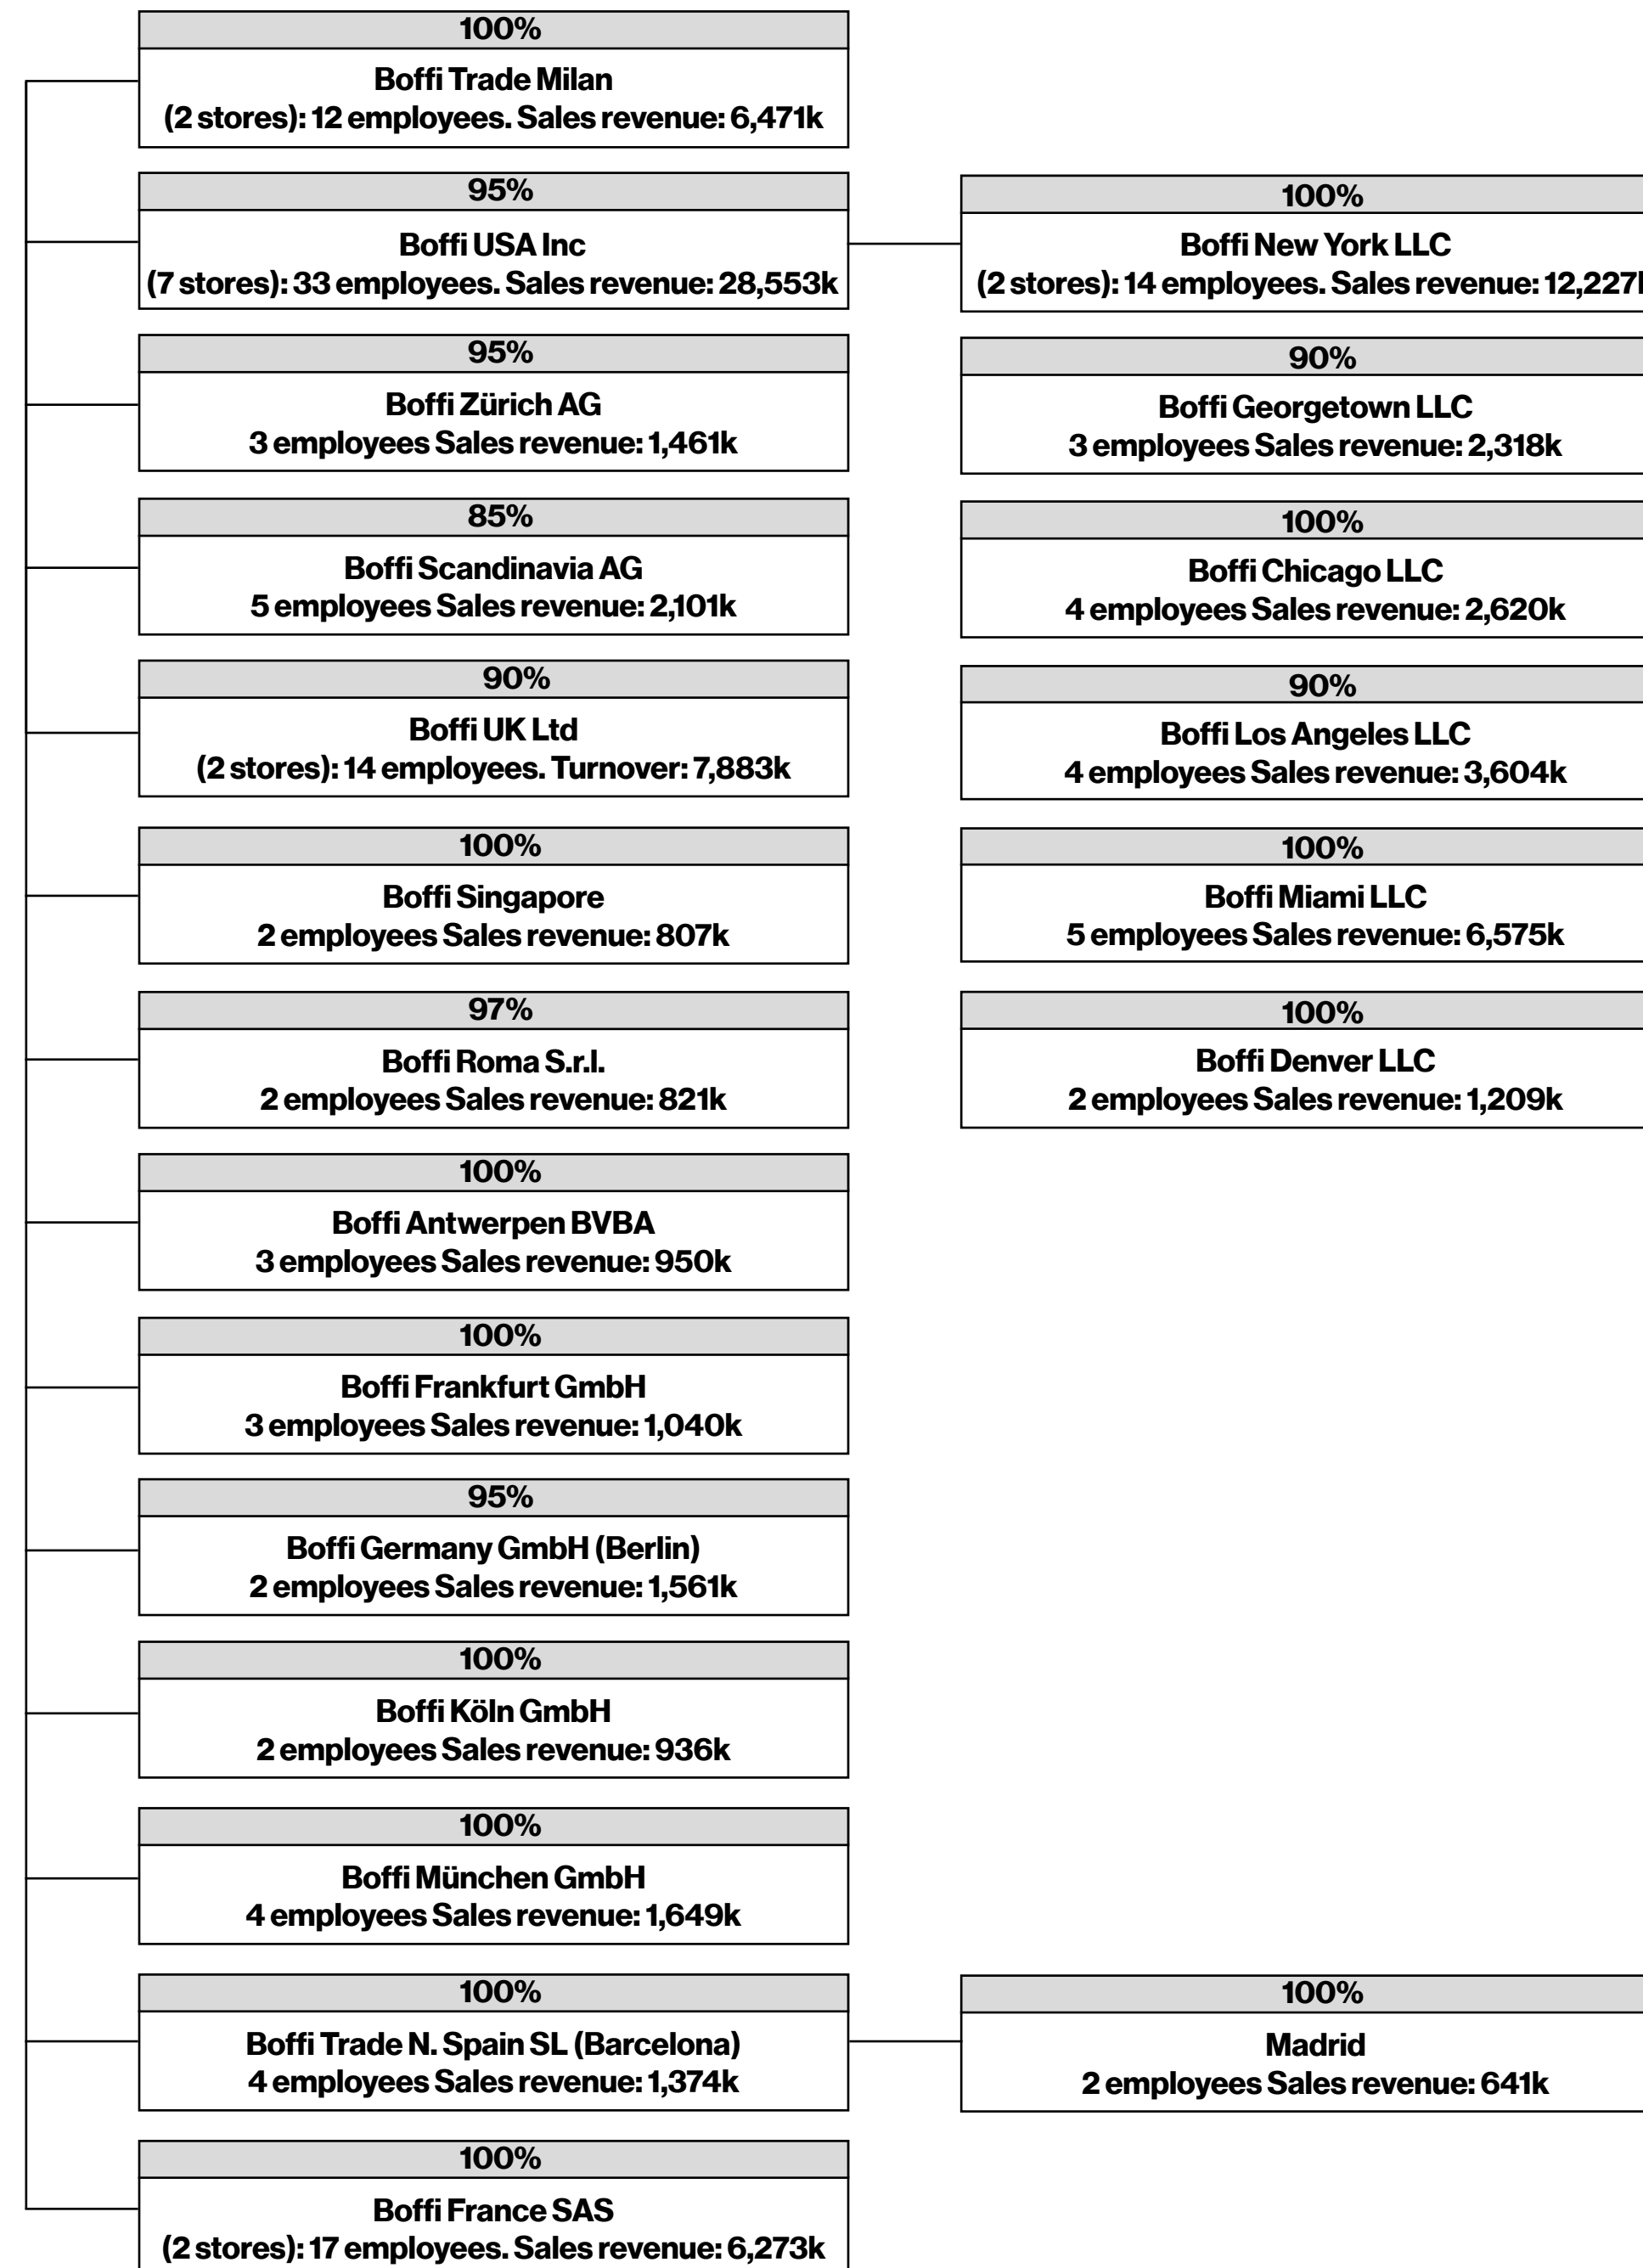 100%
Boffi Trade Milan
(2 stores): 12 employees. Sales revenue: 6,471k
95%
Boffi USA Inc
(7 stores): 33 employees. Sales revenue: 28,553k
95%
Boffi Zürich AG
3 employees Sales revenue: 1,461k
85%
Boffi Scandinavia AG
5 employees Sales revenue: 2,101k
90%
Boffi UK Ltd
(2 stores): 14 employees. Turnover: 7,883k
100%
Boffi Singapore
2 employees Sales revenue: 807k
97%
Boffi Roma S.r.l.
2 employees Sales revenue: 821k
100%
Boffi Antwerpen BVBA
3 employees Sales revenue: 950k
100%
Boffi Frankfurt GmbH
3 employees Sales revenue: 1,040k
95%
Boffi Germany GmbH (Berlin)
2 employees Sales revenue: 1,561k
100%
Boffi Köln GmbH
2 employees Sales revenue: 936k
100%
Boffi München GmbH
4 employees Sales revenue: 1,649k
100%
Boffi Trade N. Spain SL (Barcelona)
4 employees Sales revenue: 1,374k
100%
Boffi France SAS
(2 stores): 17 employees. Sales revenue: 6,273k
100%
Boffi New York LLC
(2 stores): 14 employees. Sales revenue: 12,227k
90%
Boffi Georgetown LLC
3 employees Sales revenue: 2,318k
100%
Boffi Chicago LLC
4 employees Sales revenue: 2,620k
90%
Boffi Los Angeles LLC
4 employees Sales revenue: 3,604k
100%
Boffi Miami LLC
5 employees Sales revenue: 6,575k
100%
Boffi Denver LLC
2 employees Sales revenue: 1,209k
100%
Madrid
2 employees Sales revenue: 641k